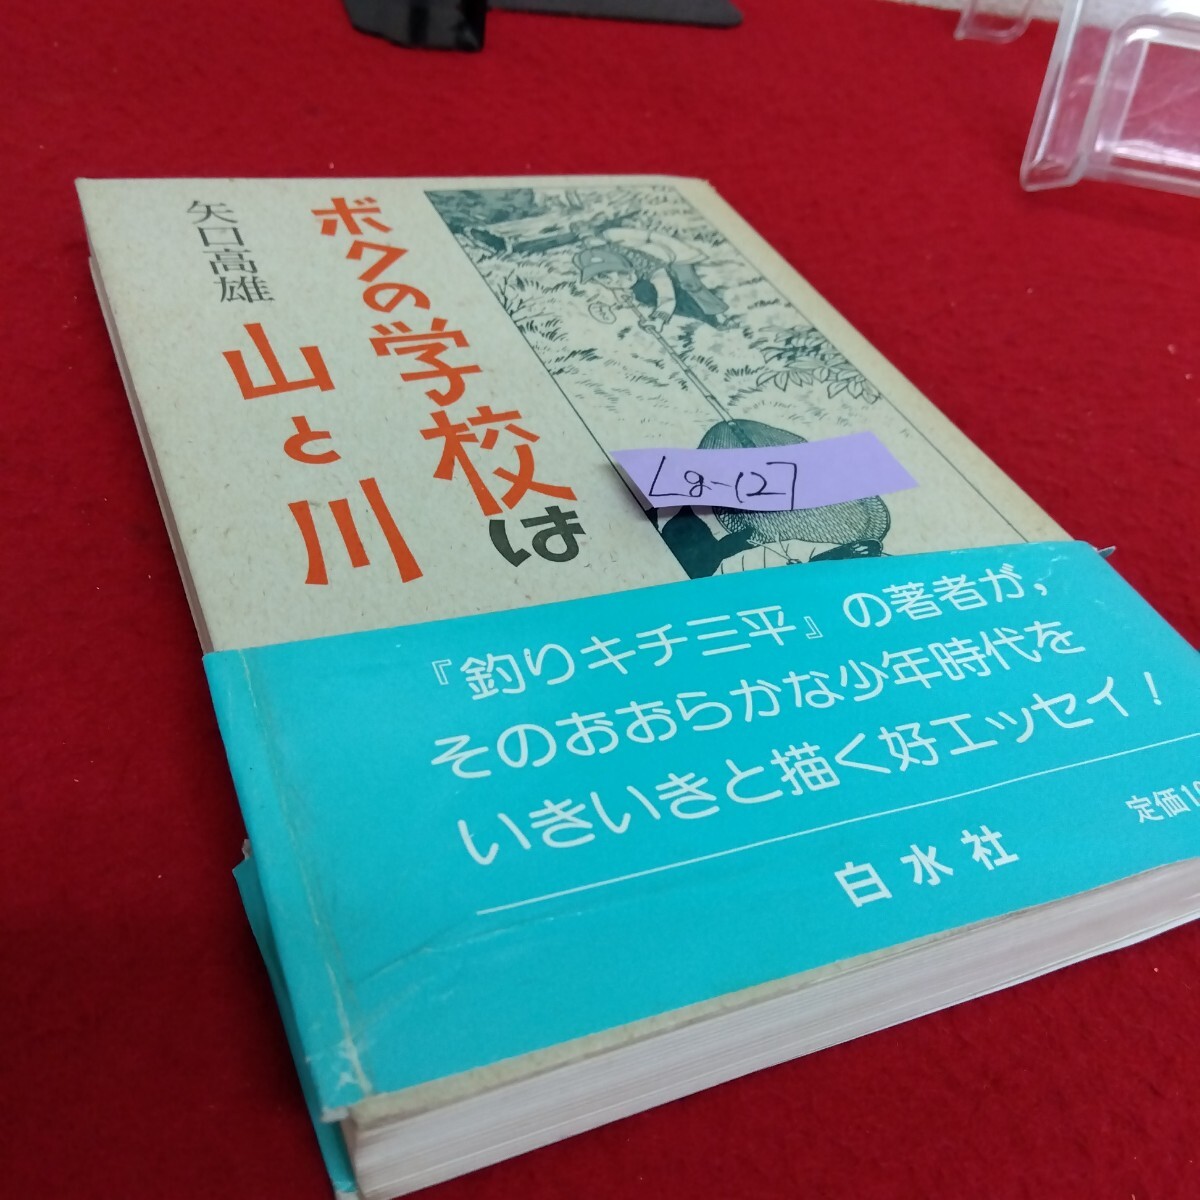 ボクの学校は
山と川
矢口高雄
Lg-127
『釣りキチ三平』の著者が,
そのおおらかな少年時代を
いきいきと描く好エッセイ!
定価1
白水社